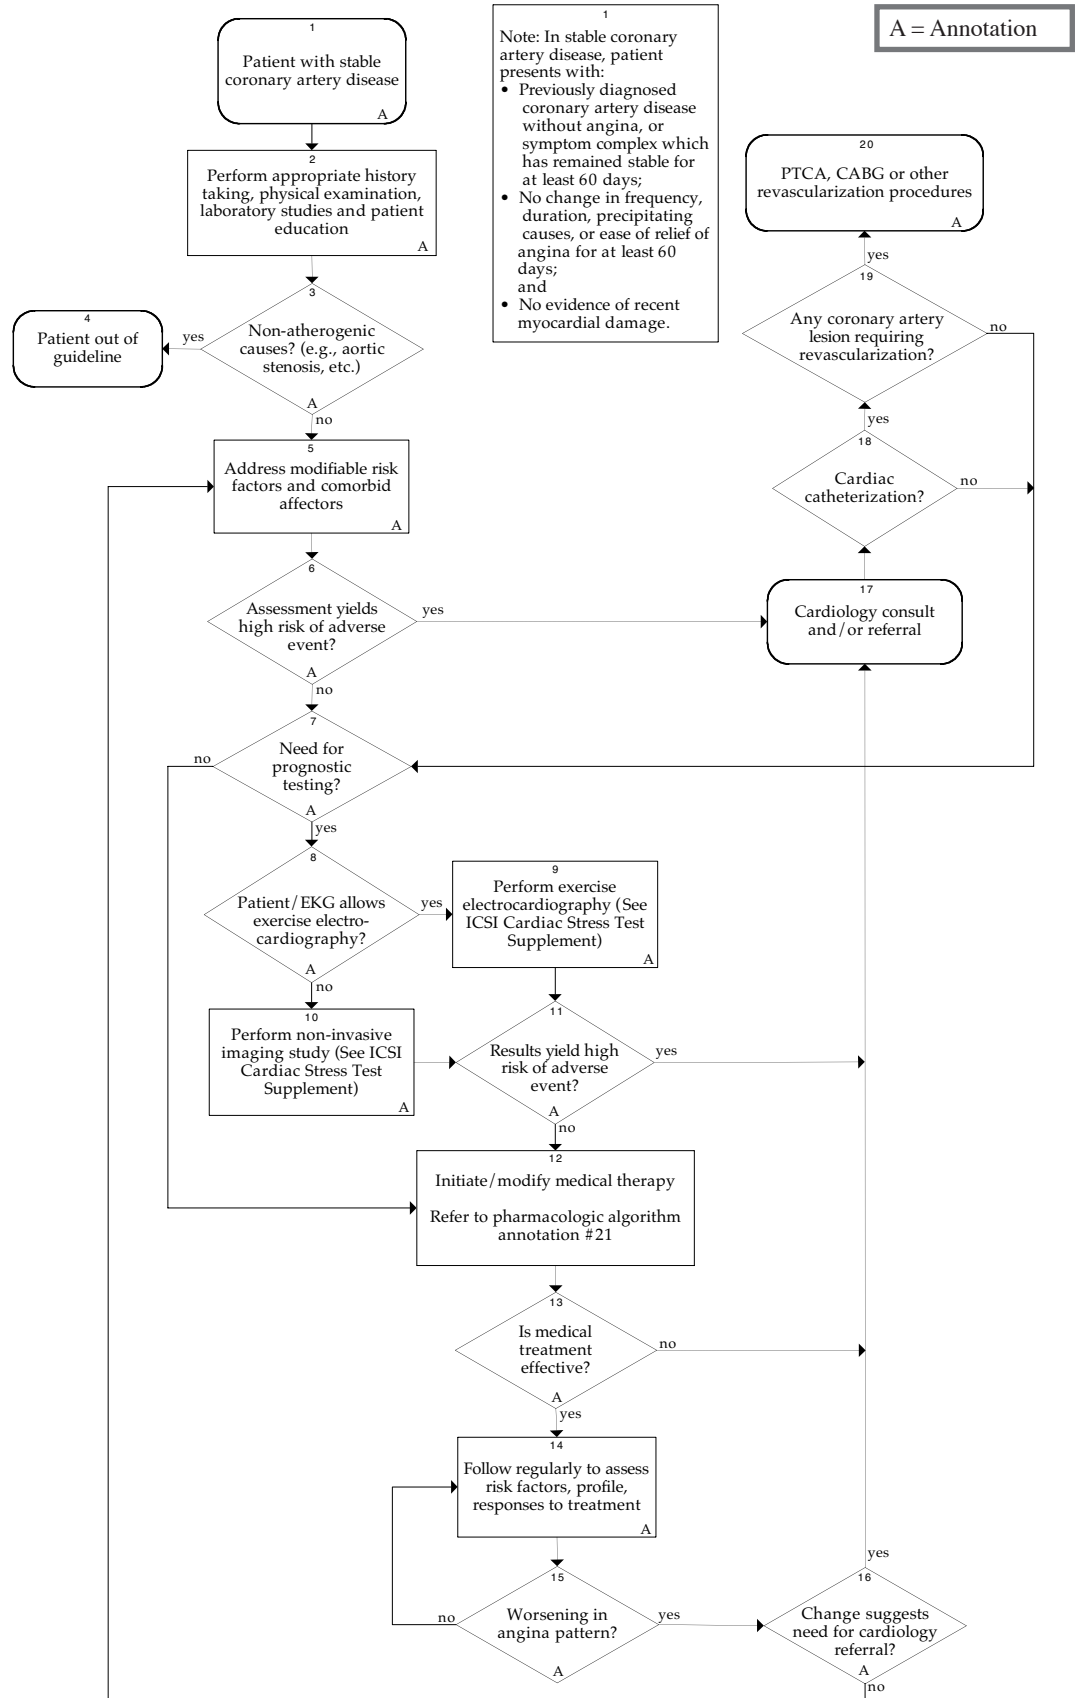 1
Patient with stable
coronary artery disease
A
1
Note: In stable coronary
artery disease, patient
presents with:
• Previously diagnosed
coronary artery disease
without angina, or
symptom complex which
has remained stable for
at least 60 days;
• No change in frequency,
duration, precipitating
causes, or ease of relief of
angina for at least 60
days;
and
• No evidence of recent
myocardial damage.
A = Annotation
2
Perform appropriate history
taking, physical examination,
laboratory studies and patient
education
A
20
PTCA, CABG or other
revascularization procedures
A
yes
3
Non-atherogenic
causes? (e.g., aortic
stenosis, etc.)
A
yes
4
Patient out of
guideline
no
19
Any coronary artery
lesion requiring
revascularization?
no
yes
5
Address modifiable risk
factors and comorbid
affectors
A
18
Cardiac
catheterization?
no
6
Assessment yields
high risk of adverse
event?
A
yes
no
17
Cardiology consult
and/or referral
7
Need for
prognostic
testing?
A
no
yes
8
Patient/EKG allows
exercise electro-
cardiography?
A
yes
no
9
Perform exercise
electrocardiography (See
ICSI Cardiac Stress Test
Supplement)
A
10
Perform non-invasive
imaging study (See ICSI
Cardiac Stress Test
Supplement)
A
11
Results yield high
risk of adverse
event?
A
yes
no
12
Initiate/modify medical therapy
Refer to pharmacologic algorithm
annotation #21
13
Is medical
treatment
effective?
A
no
yes
14
Follow regularly to assess
risk factors, profile,
responses to treatment
A
15
Worsening in
angina pattern?
A
no
yes
yes
16
Change suggests
need for cardiology
referral?
A
no